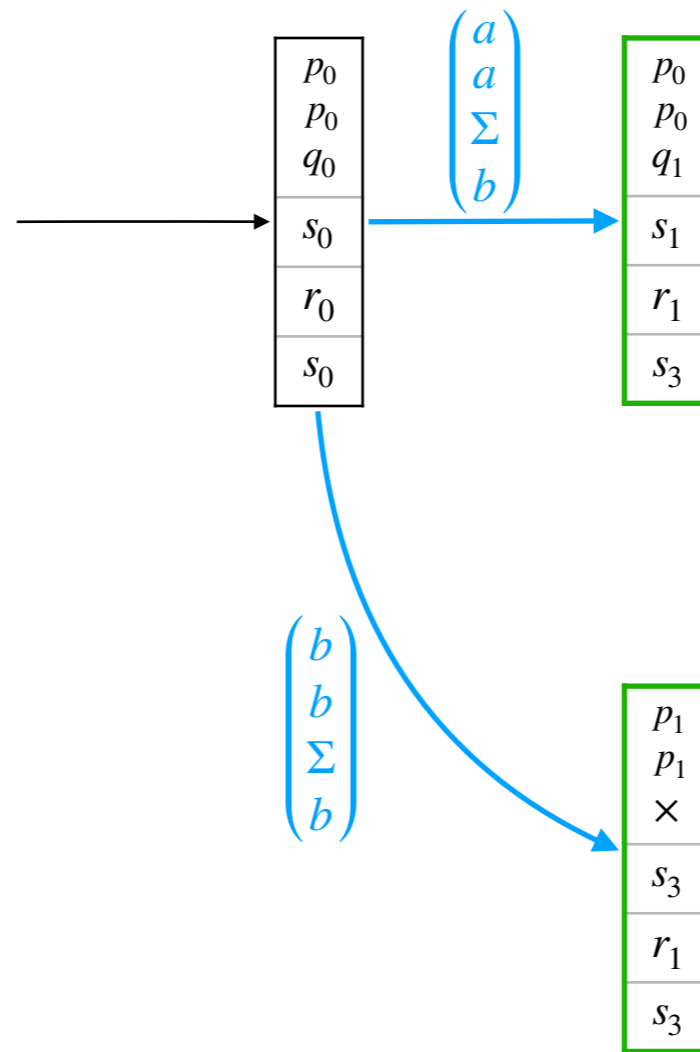 p₀
p₀
q₀
s₀
r₀
s₀
a
a
Σ
b
p₀
p₀
q₁
s₁
r₁
s₃
b
b
Σ
b
p₁
p₁
×
s₃
r₁
s₃